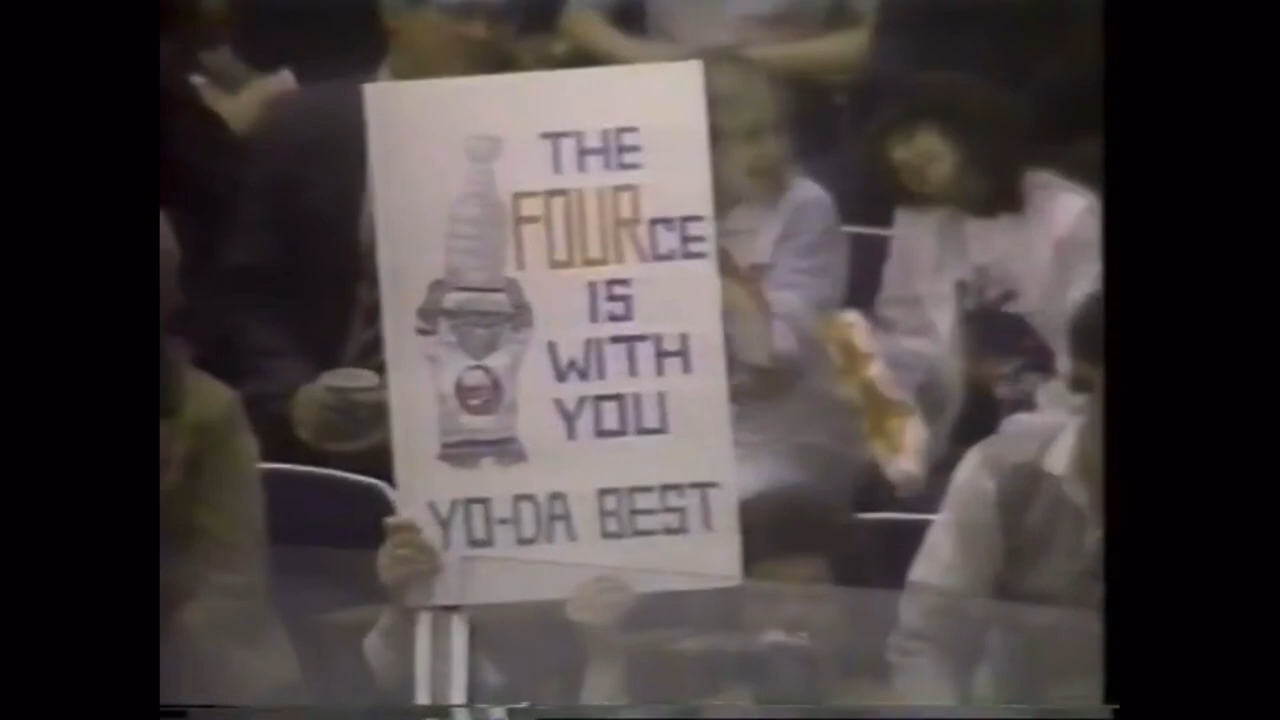 THE
FOURCE
IS
WITH
YOU
YO-DA BEST